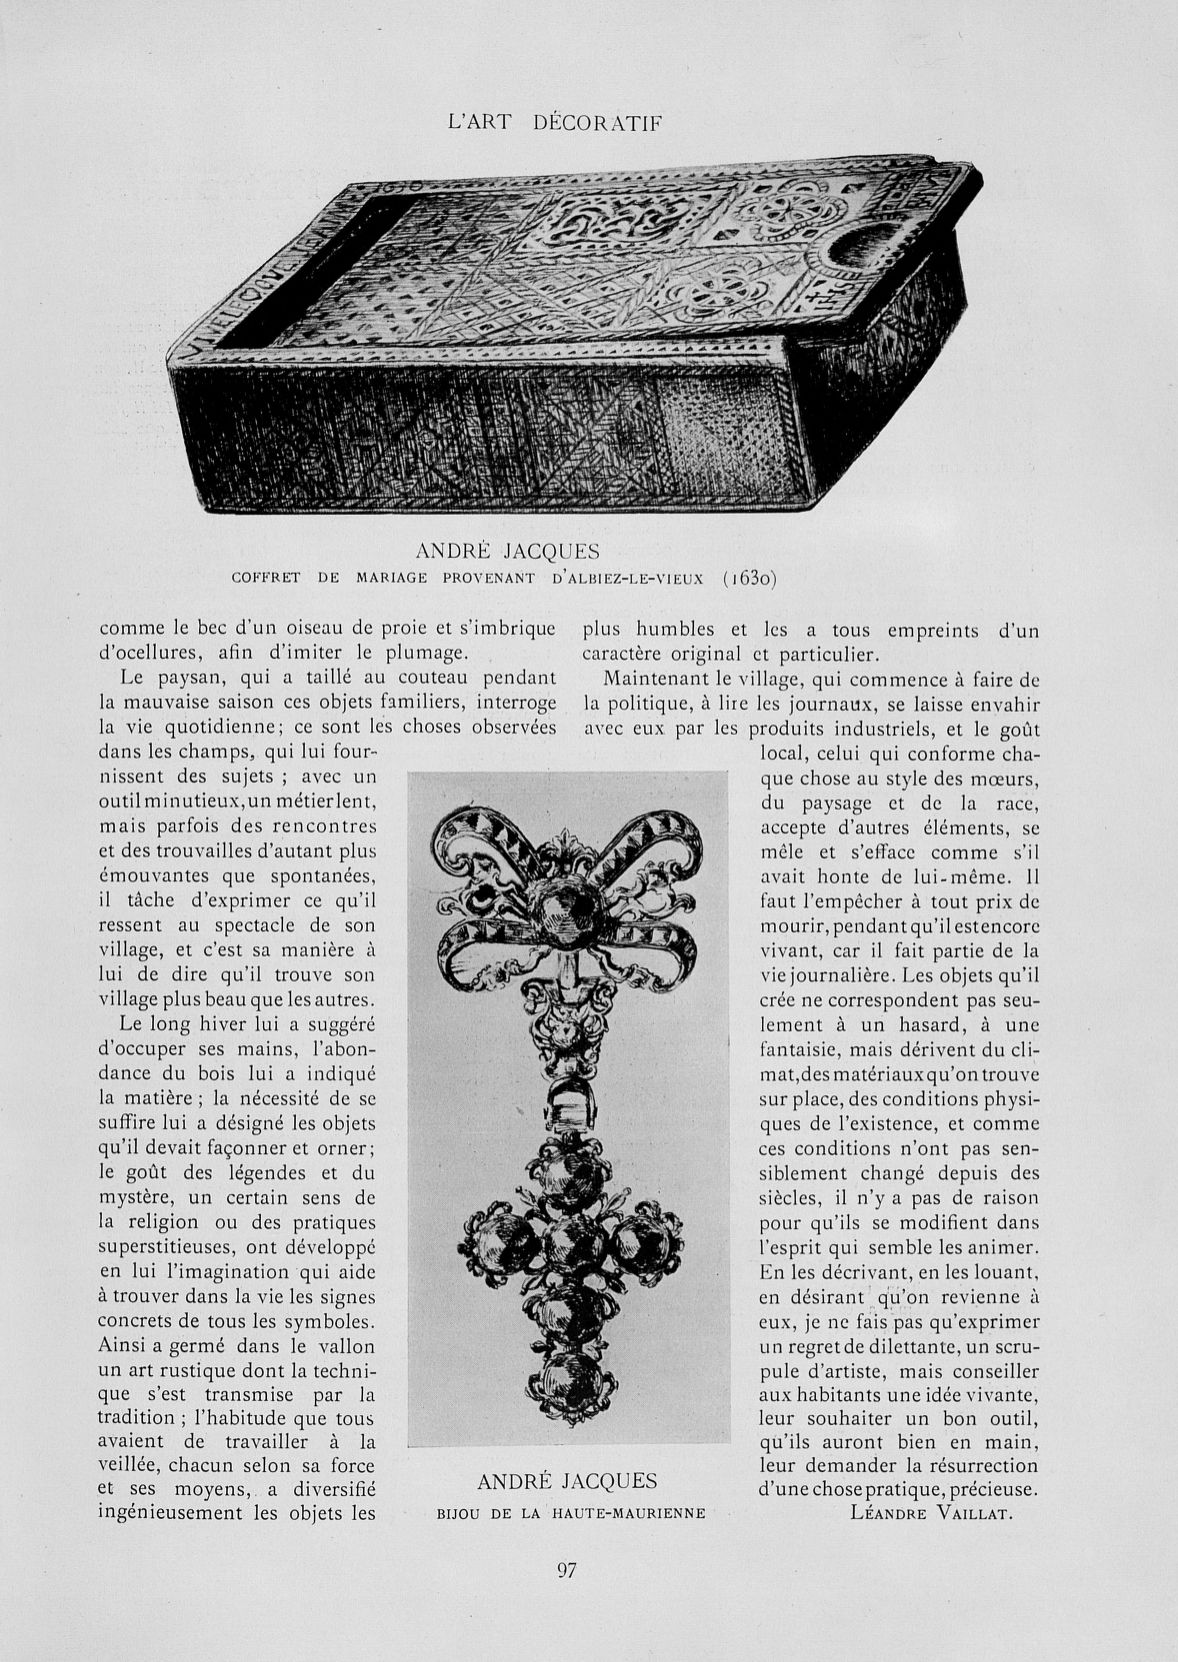 L'ART DÉCORATIF
1630
ANDRÉ JACQUES
COFFRET DE MARIAGE PROVENANT D'ALBIEZ-LE-VIEUX (1630)
comme le bec d'un oiseau de proie et s'imbrique
d'ocellures, afin d'imiter le plumage.
Le paysan, qui a taillé au couteau pendant
la mauvaise saison ces objets familiers, interroge
la vie quotidienne; ce sont les choses observées
dans les champs, qui lui four-
nissent des sujets ; avec un
outil minutieux, un métier lent,
mais parfois des rencontres
et des trouvailles d'autant plus
émouvantes que spontanées,
il tâche d'exprimer ce qu'il
ressent au spectacle de son
village, et c'est sa manière à
lui de dire qu'il trouve son
village plus beau que les autres.
Le long hiver lui a suggéré
d'occuper ses mains, l'abon-
dance du bois lui a indiqué
la matière ; la nécessité de se
suffire lui a désigné les objets
qu'il devait façonner et orner;
le goût des légendes et du
mystère, un certain sens de
la religion ou des pratiques
superstitieuses, ont développé
en lui l'imagination qui aide
à trouver dans la vie les signes
concrets de tous les symboles.
Ainsi a germé dans le vallon
un art rustique dont la techni-
que s'est transmise par la
tradition ; l'habitude que tous
avaient de travailler à la
veillée, chacun selon sa force
et ses moyens, a diversifié
ingénieusement les objets les
plus humbles et les a tous empreints d'un
caractère original et particulier.
Maintenant le village, qui commence à faire de
la politique, à lire les journaux, se laisse envahir
avec eux par les produits industriels, et le goût
local, celui qui conforme cha-
que chose au style des mœurs,
du paysage et de la race,
accepte d'autres éléments, se
mêle et s'efface comme s'il
avait honte de lui-même. Il
faut l'empêcher à tout prix de
mourir, pendant qu'il est encore
vivant, car il fait partie de la
vie journalière. Les objets qu'il
crée ne correspondent pas seu-
lement à un hasard, à une
fantaisie, mais dérivent du cli-
mat, des matériaux qu'on trouve
sur place, des conditions physi-
ques de l'existence, et comme
ces conditions n'ont pas sen-
siblement changé depuis des
siècles, il n'y a pas de raison
pour qu'ils se modifient dans
l'esprit qui semble les animer.
En les décrivant, en les louant,
en désirant qu'on revienne à
eux, je ne fais pas qu'exprimer
un regret de dilettante, un scru-
pule d'artiste, mais conseiller
aux habitants une idée vivante,
leur souhaiter un bon outil,
qu'ils auront bien en main,
leur demander la résurrection
d'une chose pratique, précieuse.
LÉANDRE VAILLAT.
ANDRÉ JACQUES
BIJOU DE LA HAUTE-MAURIENNE
97